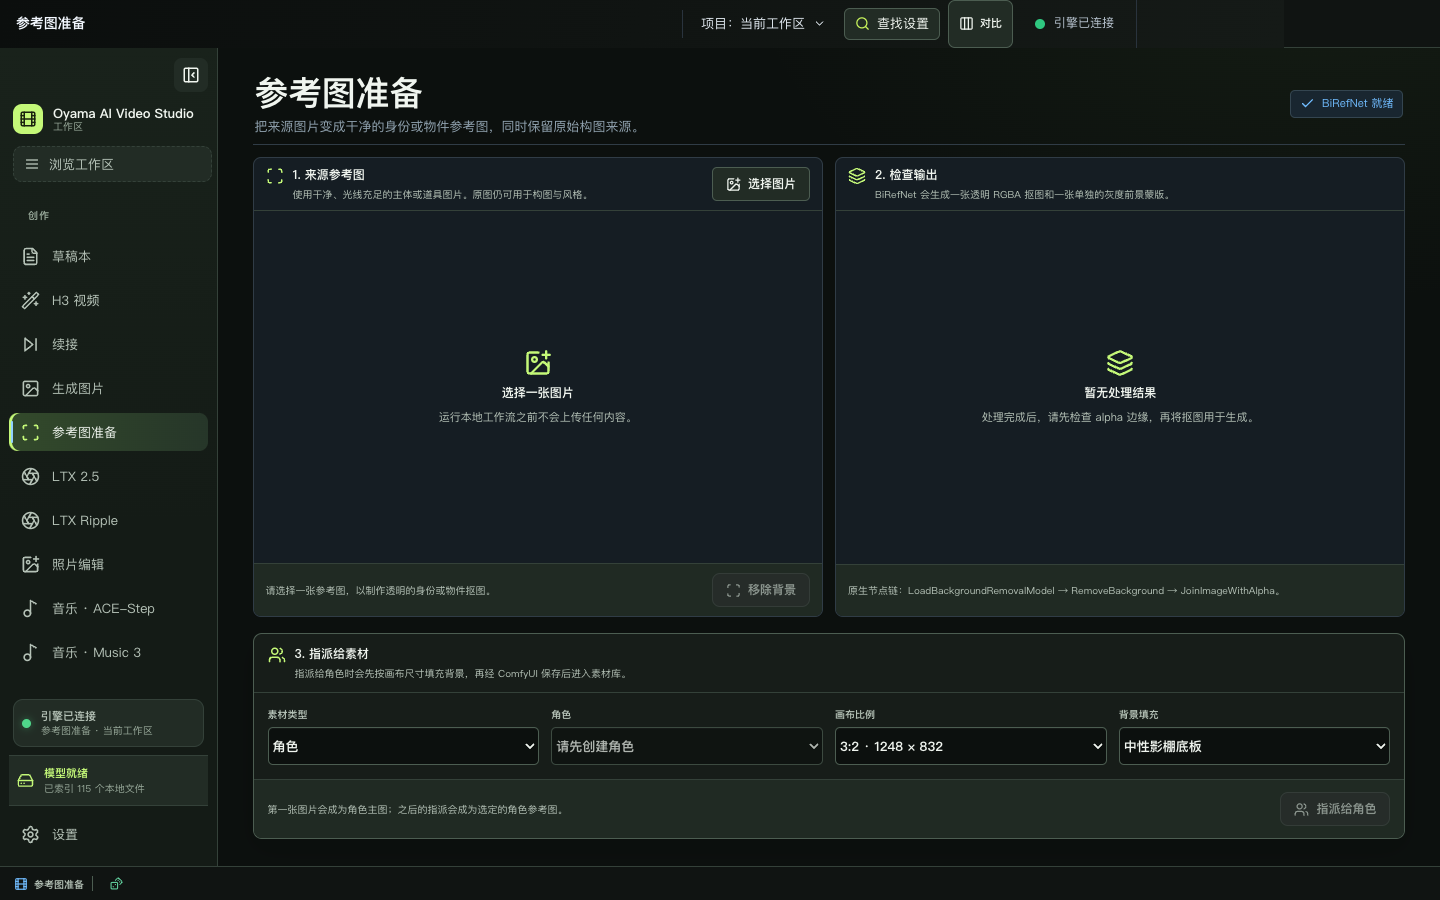 参考图准备
项目：当前工作区
查找设置
对比
引擎已连接
Oyama AI Video Studio
工作区
浏览工作区
创作
草稿本
H3 视频
续接
生成图片
参考图准备
LTX 2.5
LTX Ripple
照片编辑
音乐 · ACE-Step
音乐 · Music 3
引擎已连接
参考图准备 · 当前工作区
模型就绪
已索引 115 个本地文件
设置
参考图准备
把来源图片变成干净的身份或物件参考图，同时保留原始构图来源。
BiRefNet 就绪
1. 来源参考图
使用干净、光线充足的主体或道具图片。原图仍可用于构图与风格。
选择图片
选择一张图片
运行本地工作流之前不会上传任何内容。
请选择一张参考图，以制作透明的身份或物件抠图。
移除背景
2. 检查输出
BiRefNet 会生成一张透明 RGBA 抠图和一张单独的灰度前景蒙版。
暂无处理结果
处理完成后，请先检查 alpha 边缘，再将抠图用于生成。
原生节点链：LoadBackgroundRemovalModel → RemoveBackground → JoinImageWithAlpha。
3. 指派给素材
指派给角色时会先按画布尺寸填充背景，再经 ComfyUI 保存后进入素材库。
素材类型
角色
角色
请先创建角色
画布比例
3:2 · 1248 × 832
背景填充
中性影棚底板
第一张图片会成为角色主图；之后的指派会成为选定的角色参考图。
指派给角色
参考图准备